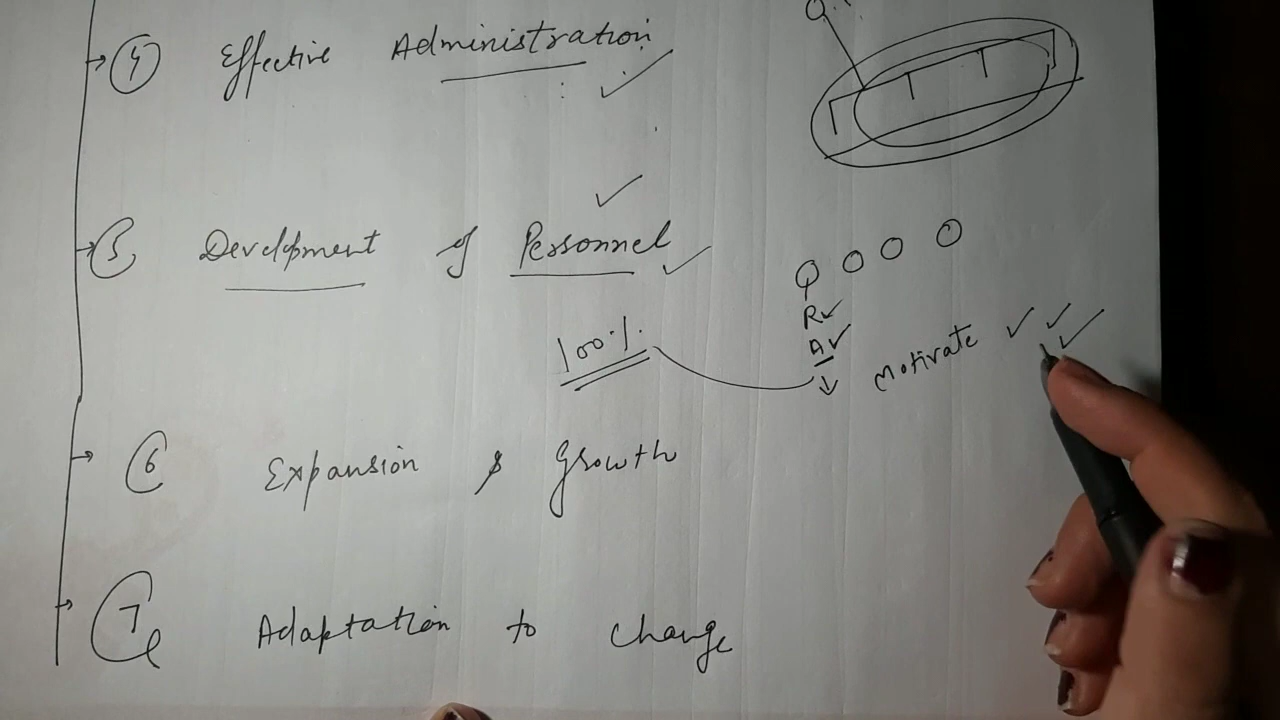 4 Effective Administration
5 Development of Personnel
R
100% A
Motivate
6 Expansion & Growth
7 Adaptation to change